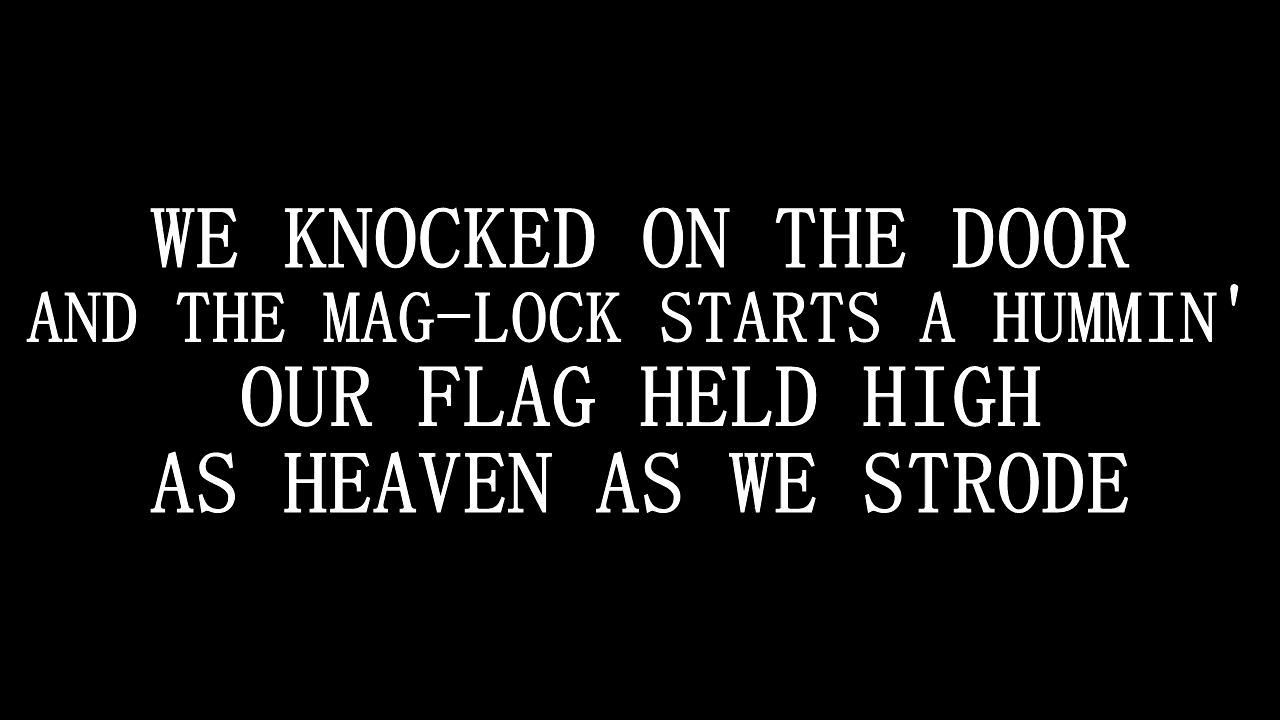 WE KNOCKED ON THE DOOR
AND THE MAG-LOCK STARTS A HUMMIN'
OUR FLAG HELD HIGH
AS HEAVEN AS WE STRODE